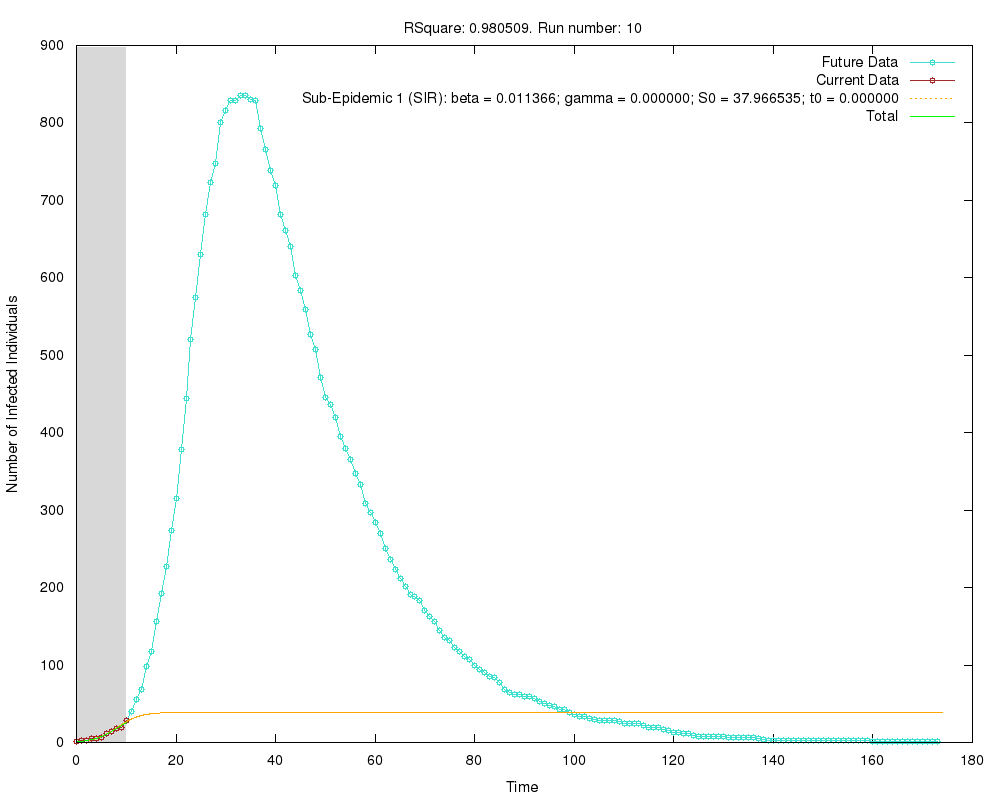 RSquare: 0.980509. Run number: 10
Future Data
Current Data
Sub-Epidemic 1 (SIR): beta = 0.011366; gamma = 0.000000; S0 = 37.966535; t0 = 0.000000
Total
Number of Infected Individuals
900
800
700
600
500
400
300
200
100
0
0 20 40 60 80 100 120 140 160 180
Time